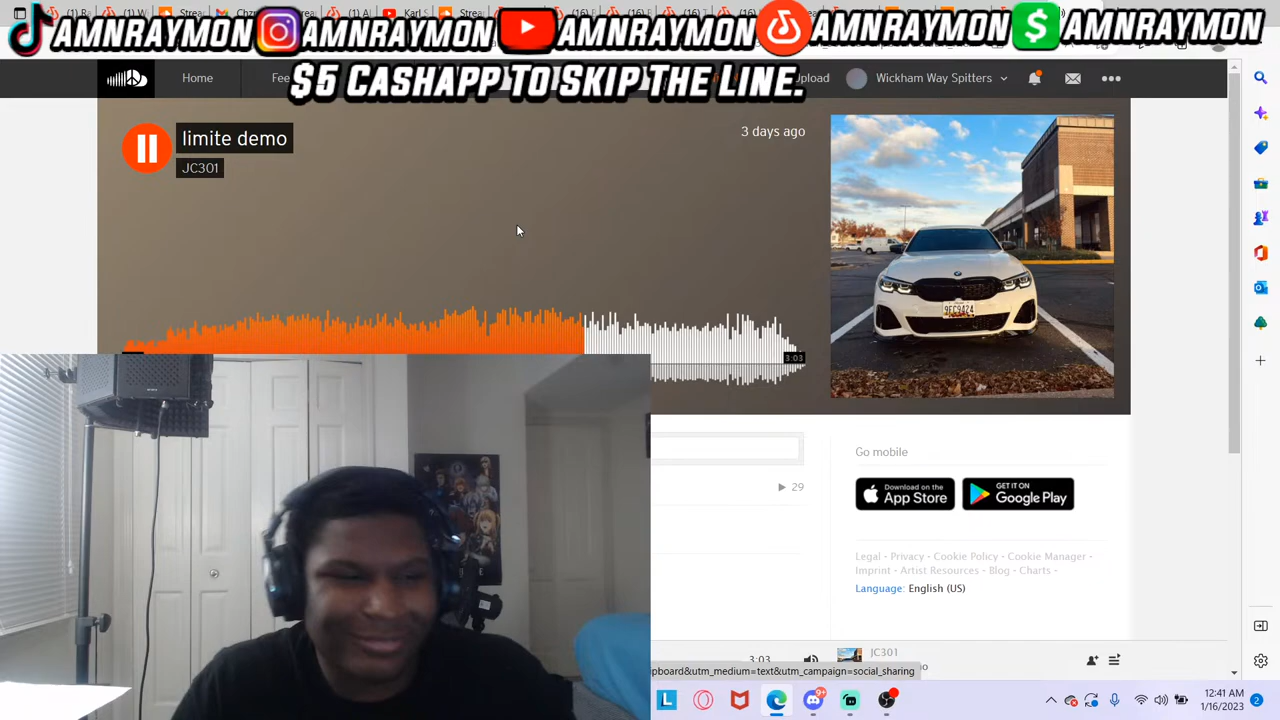 AMNRAYMON AMNRAYMON AMNRAYMON AMNRAYMON AMNRAYMON
$5 CASHAPP TO SKIP THE LINE.
Home
Upload
Wickham Way Spitters
limite demo
JC301
3 days ago
3:03
29
Go mobile
Download on the
App Store
GET IT ON
Google Play
Legal - Privacy - Cookie Policy - Cookie Manager -
Imprint - Artist Resources - Blog - Charts -
Language: English (US)
3:03
JC301
pboard&utm_medium=text&utm_campaign=social_sharing
12:41 AM
1/16/2023